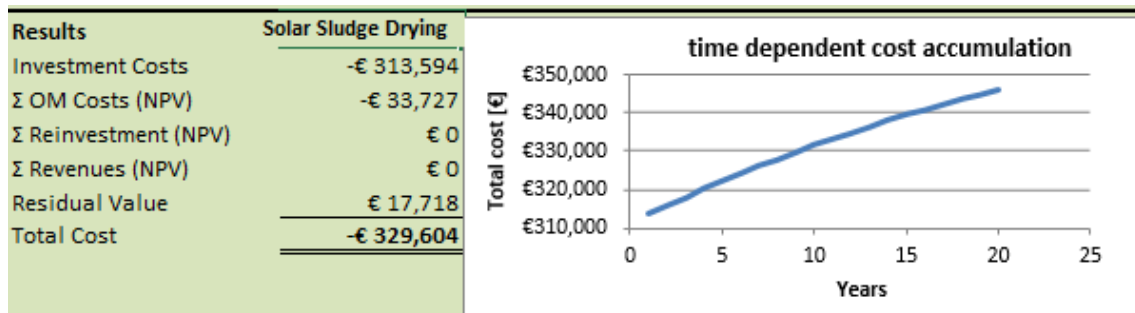 Results Solar Sludge Drying
Investment Costs -€ 313,594
Σ OM Costs (NPV) -€ 33,727
Σ Reinvestment (NPV) € 0
Σ Revenues (NPV) € 0
Residual Value € 17,718
Total Cost -€ 329,604
time dependent cost accumulation
Total cost [€]
€350,000
€340,000
€330,000
€320,000
€310,000
0 5 10 15 20 25
Years